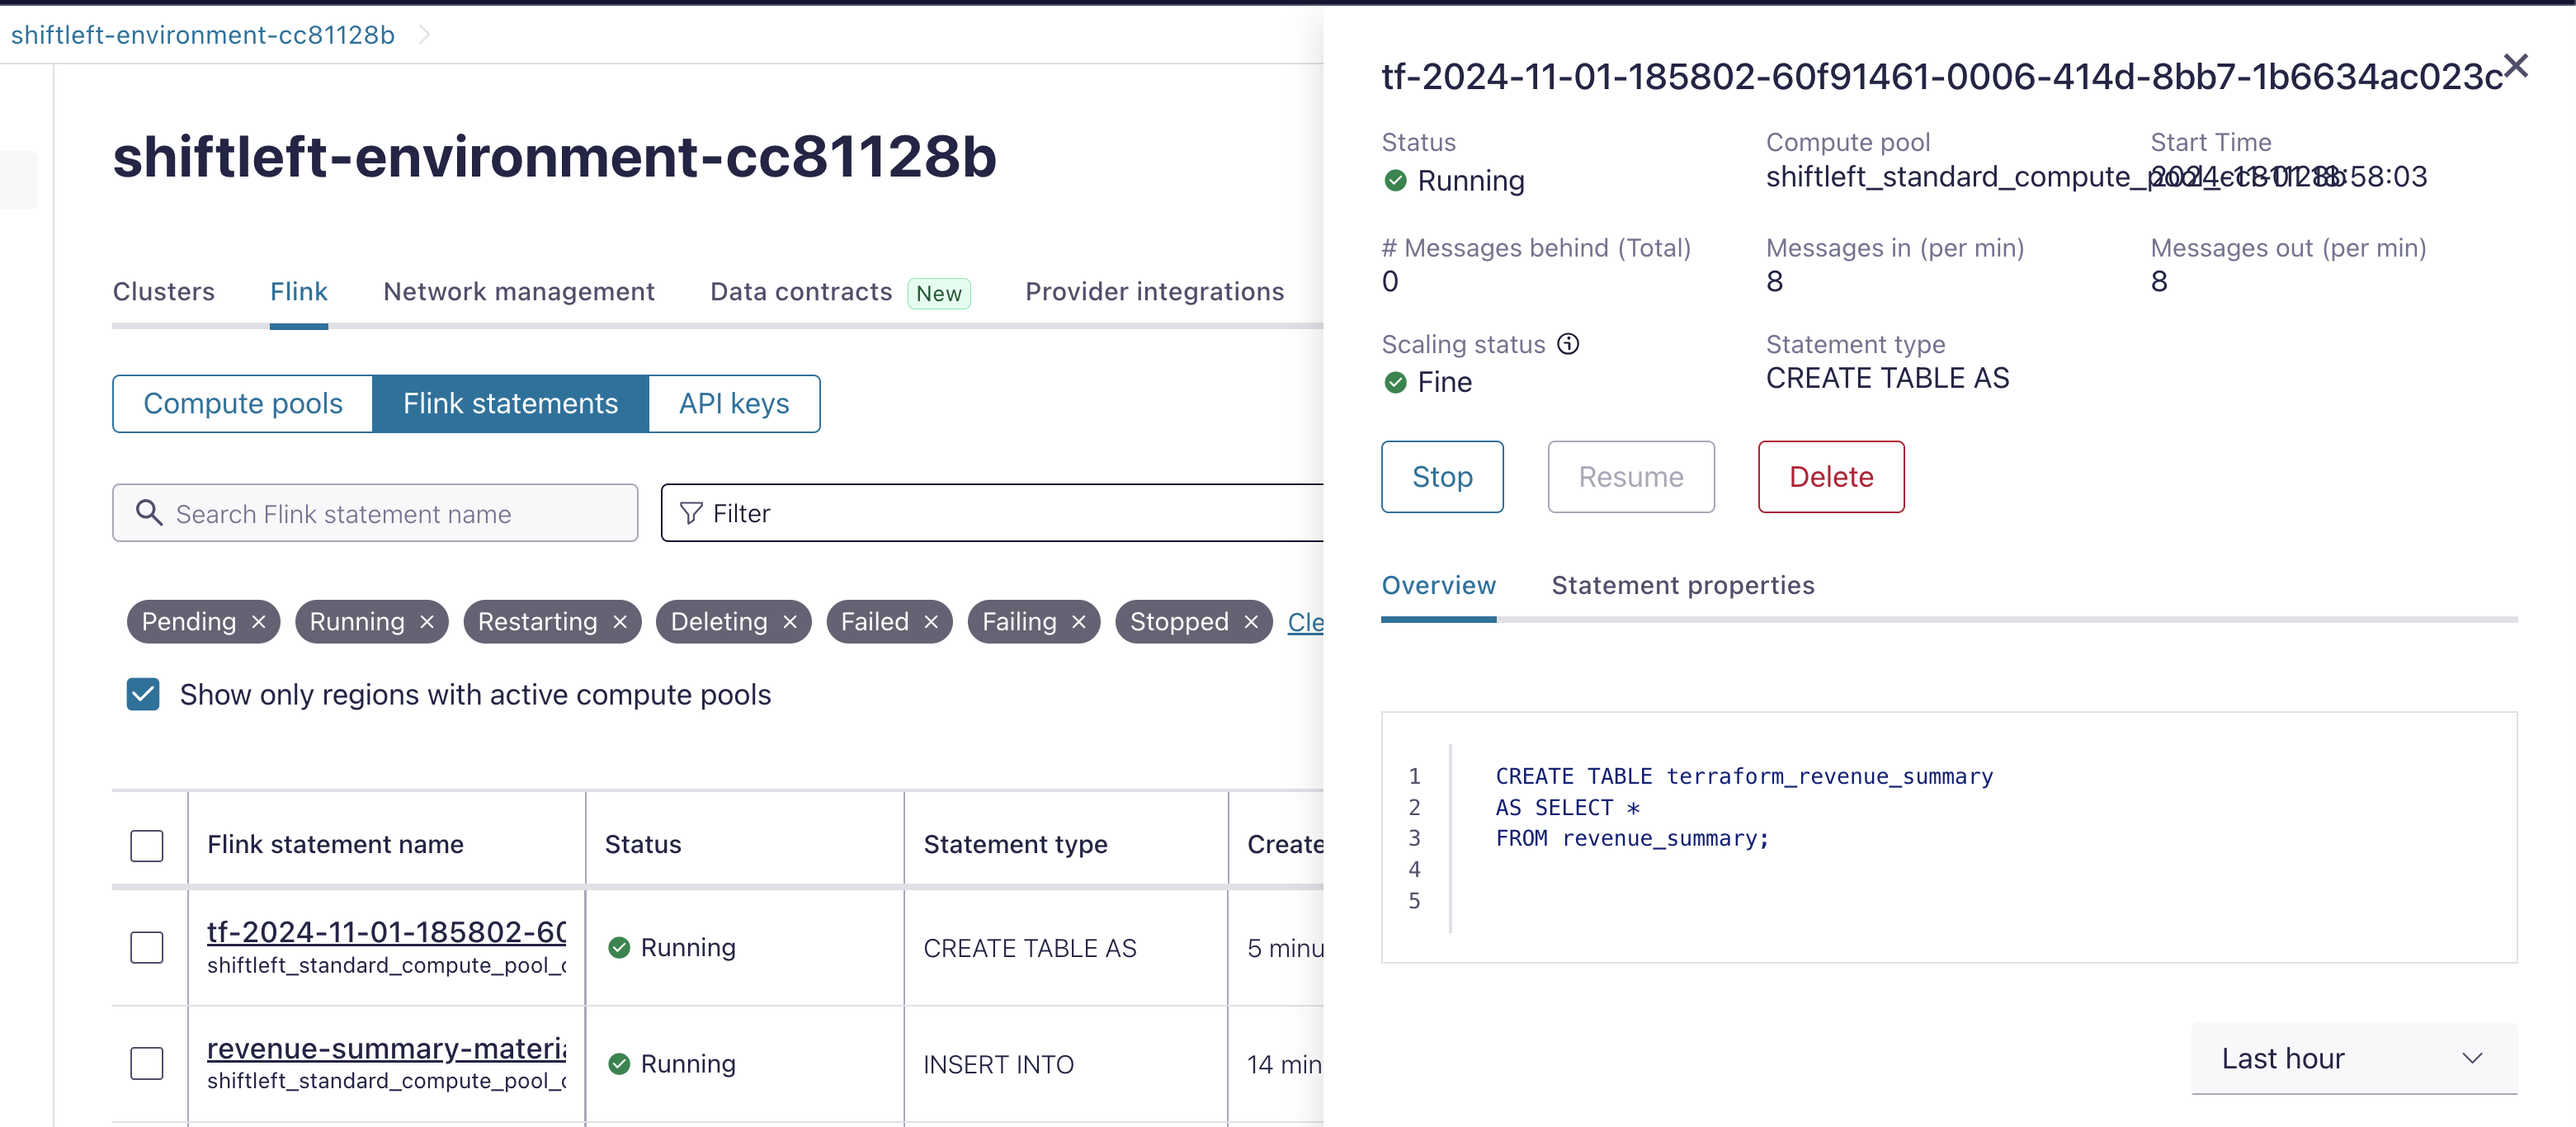 shiftleft-environment-cc81128b
shiftleft-environment-cc81128b
Clusters Flink Network management Data contracts New Provider integrations
Compute pools Flink statements API keys
Search Flink statement name Filter
Pending Running Restarting Deleting Failed Failing Stopped Cle
Show only regions with active compute pools
Flink statement name Status Statement type Create
tf-2024-11-01-185802-60 Running CREATE TABLE AS 5 minu
shiftleft_standard_compute_pool_c
revenue-summary-materia Running INSERT INTO 14 min
shiftleft_standard_compute_pool_c
tf-2024-11-01-185802-60f91461-0006-414d-8bb7-1b6634ac023c
Status Compute pool Start Time
Running shiftleft_standard_compute_pool_cc81128b 2024-11-01 18:58:03
# Messages behind (Total) Messages in (per min) Messages out (per min)
0 8 8
Scaling status Statement type
Fine CREATE TABLE AS
Stop Resume Delete
Overview Statement properties
1 CREATE TABLE terraform_revenue_summary
2 AS SELECT *
3 FROM revenue_summary;
4
5
Last hour